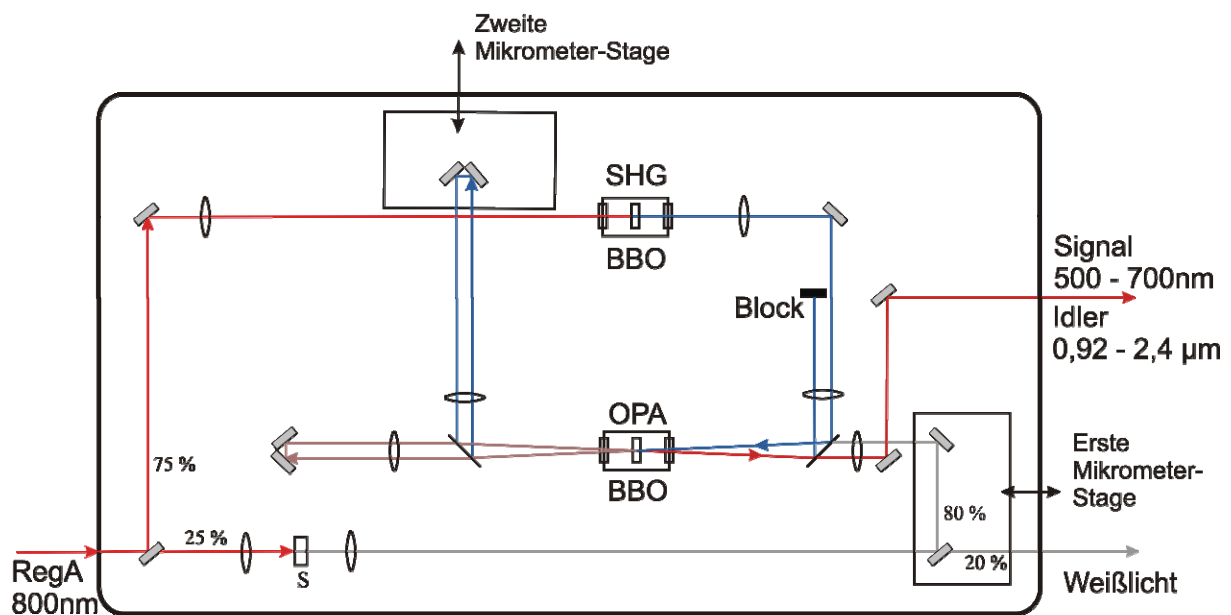 Zweite
Mikrometer-Stage
SHG
BBO
Signal
500 - 700nm
Idler
0,92 - 2,4 µm
Block
OPA
BBO
Erste
Mikrometer-
Stage
75 %
80 %
25 %
20 %
S
RegA
800nm
Weißlicht